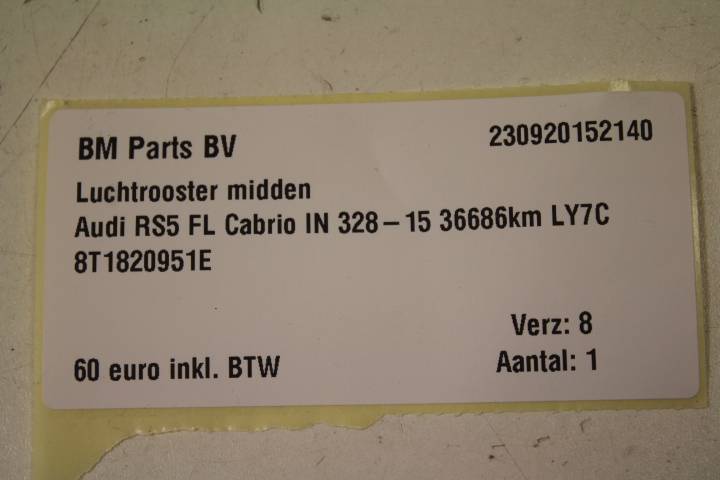 BM Parts BV 230920152140
Luchtrooster midden
Audi RS5 FL Cabrio IN 328-15 36686km LY7C
8T1820951E
Verz: 8
60 euro inkl. BTW Aantal: 1